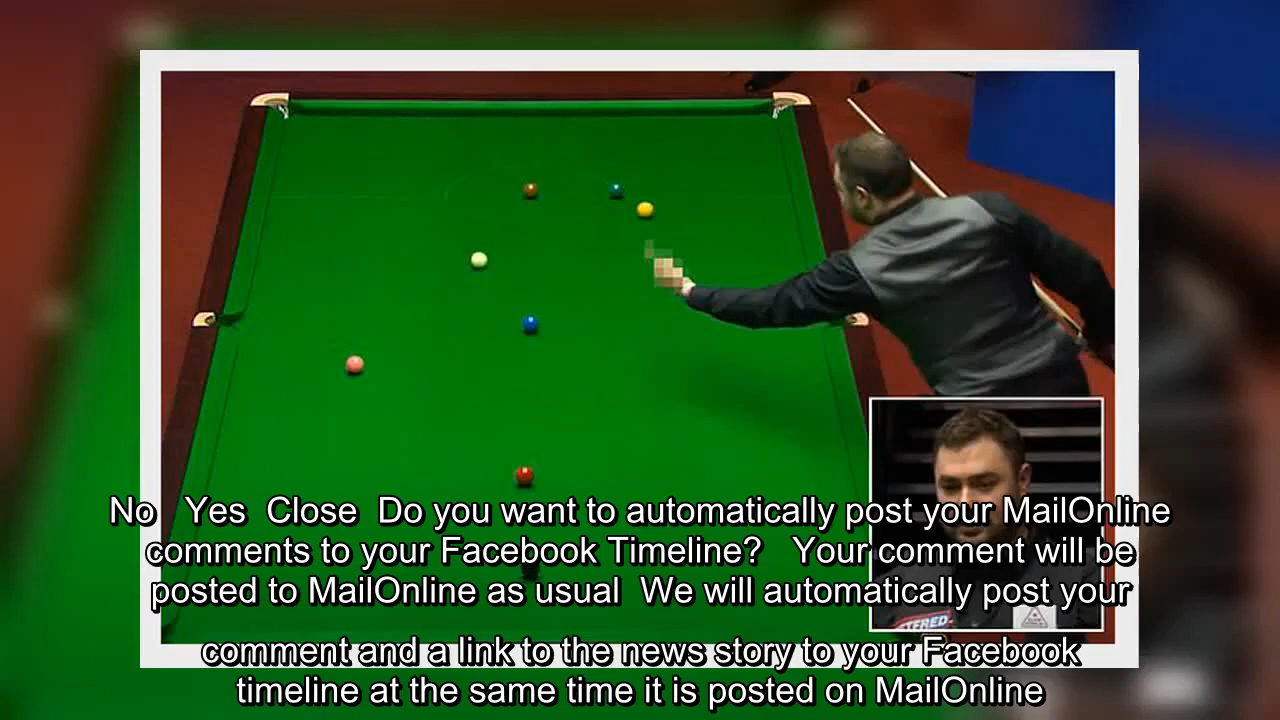 No Yes Close Do you want to automatically post your MailOnline
comments to your Facebook Timeline? Your comment will be
posted to MailOnline as usual We will automatically post your
comment and a link to the news story to your Facebook
timeline at the same time it is posted on MailOnline